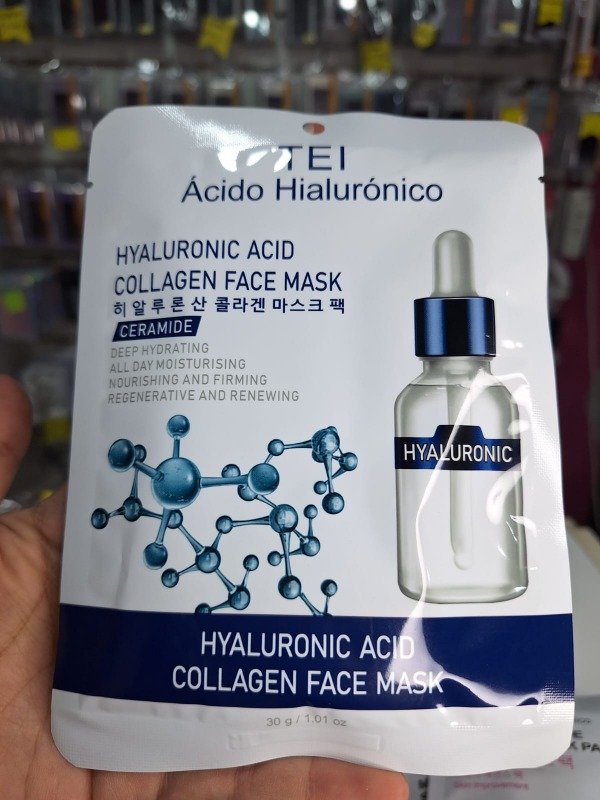 TEI
Ácido Hialurónico
HYALURONIC ACID
COLLAGEN FACE MASK
히알루론산 콜라겐 마스크 팩
CERAMIDE
DEEP HYDRATING
ALL DAY MOISTURISING
NOURISHING AND FIRMING
REGENERATIVE AND RENEWING
HYALURONIC
HYALURONIC ACID
COLLAGEN FACE MASK
30 g / 1.01 oz